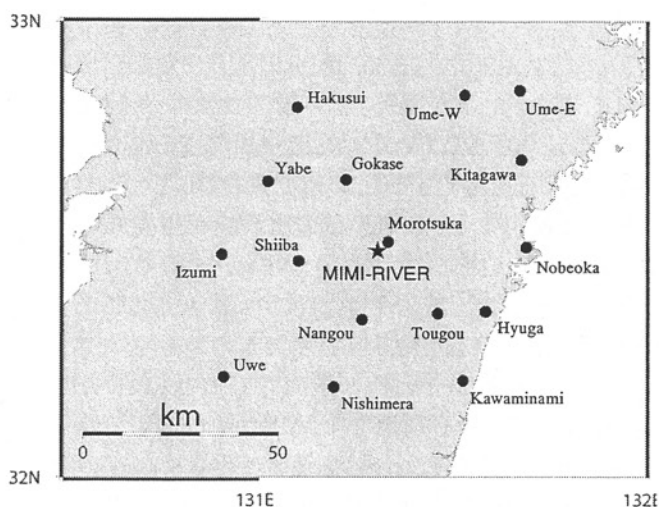 33N
Hakusui
Ume-W
Ume-E
Yabe
Gokase
Kitagawa
Morotsuka
Izumi
Shiiba
MIMI-RIVER
Nobeoka
Nangou
Tougou
Hyuga
Uwe
Nishimera
Kawaminami
km
0
50
32N
131E
132E